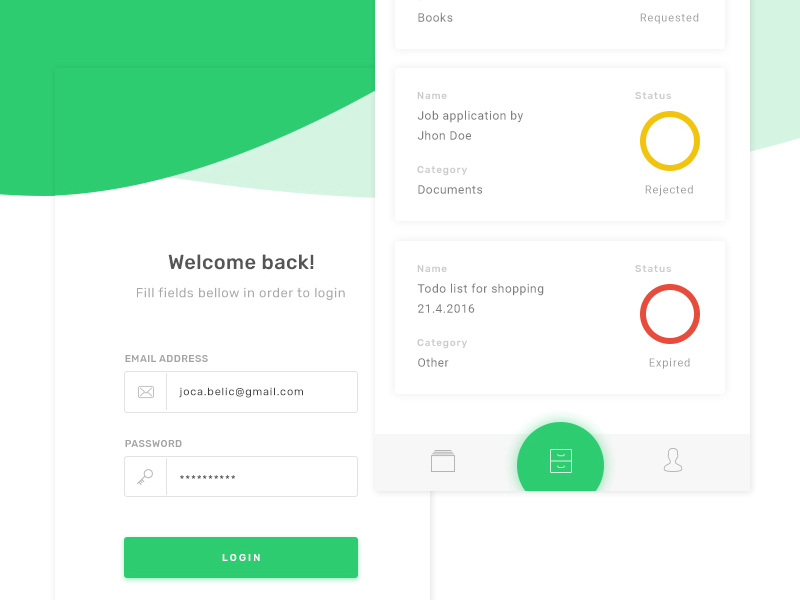 Welcome back!
Fill fields bellow in order to login
EMAIL ADDRESS
joca.belic@gmail.com
PASSWORD
**********
LOGIN
Books
Requested
Name
Status
Job application by
Jhon Doe
Category
Documents
Rejected
Name
Status
Todo list for shopping
21.4.2016
Category
Other
Expired